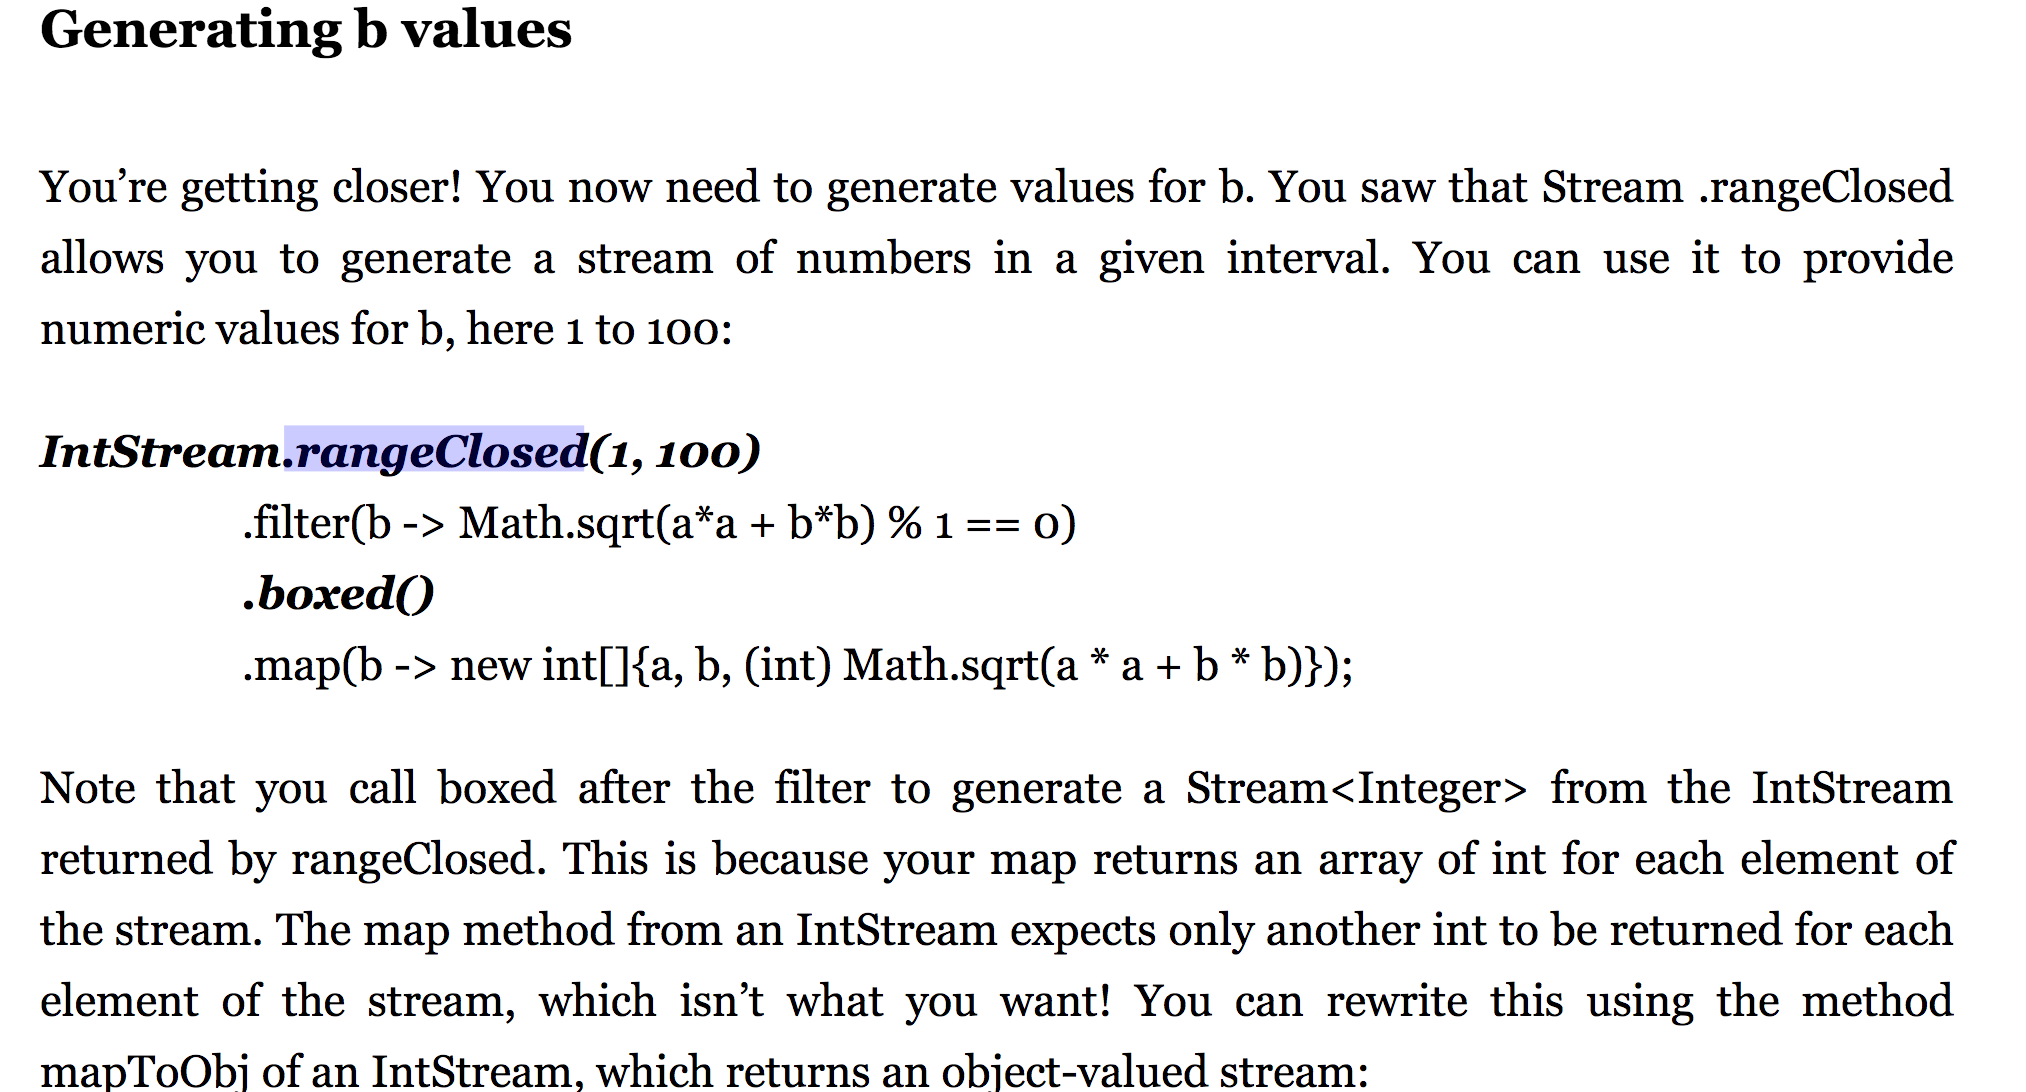 Generating b values
You’re getting closer! You now need to generate values for b. You saw that Stream .rangeClosed
allows you to generate a stream of numbers in a given interval. You can use it to provide
numeric values for b, here 1 to 100:
IntStream.rangeClosed(1, 100)
.filter(b -> Math.sqrt(a*a + b*b) % 1 == 0)
.boxed()
.map(b -> new int[]{a, b, (int) Math.sqrt(a * a + b * b)});
Note that you call boxed after the filter to generate a Stream<Integer> from the IntStream
returned by rangeClosed. This is because your map returns an array of int for each element of
the stream. The map method from an IntStream expects only another int to be returned for each
element of the stream, which isn’t what you want! You can rewrite this using the method
mapToObj of an IntStream, which returns an object-valued stream: